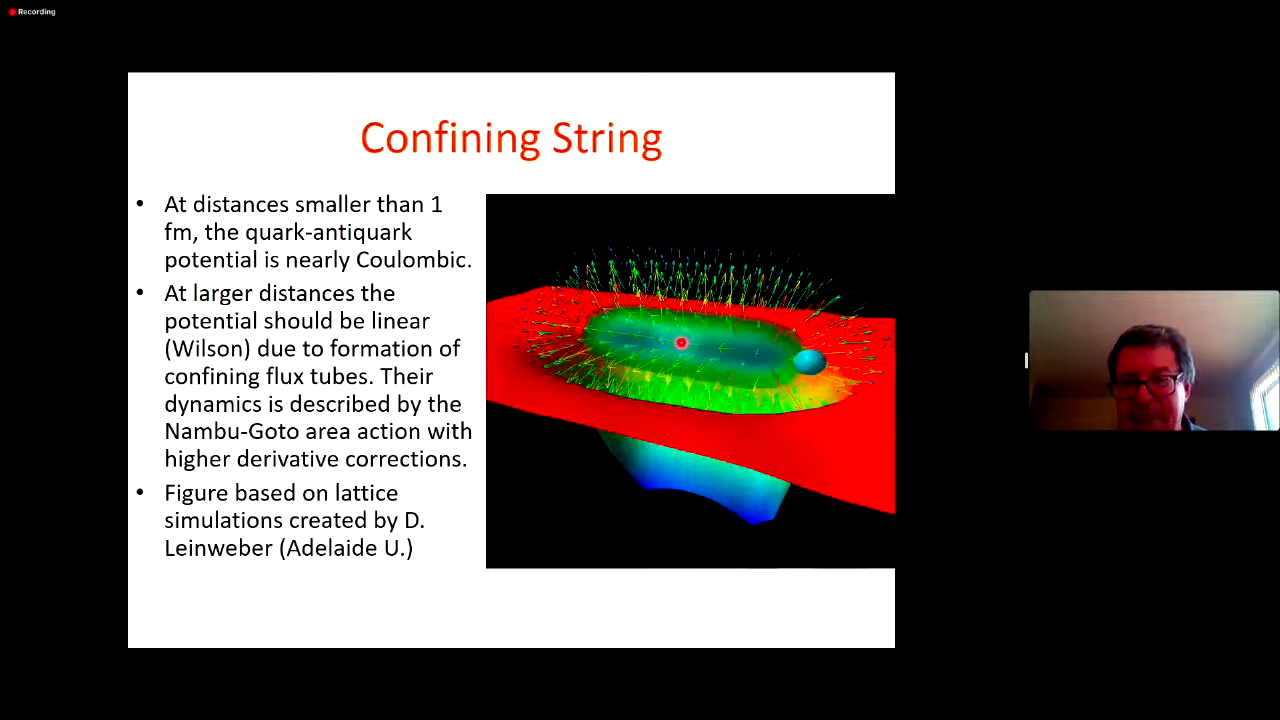 Recording
Confining String
• At distances smaller than 1
fm, the quark-antiquark
potential is nearly Coulombic.
• At larger distances the
potential should be linear
(Wilson) due to formation of
confining flux tubes. Their
dynamics is described by the
Nambu-Goto area action with
higher derivative corrections.
• Figure based on lattice
simulations created by D.
Leinweber (Adelaide U.)